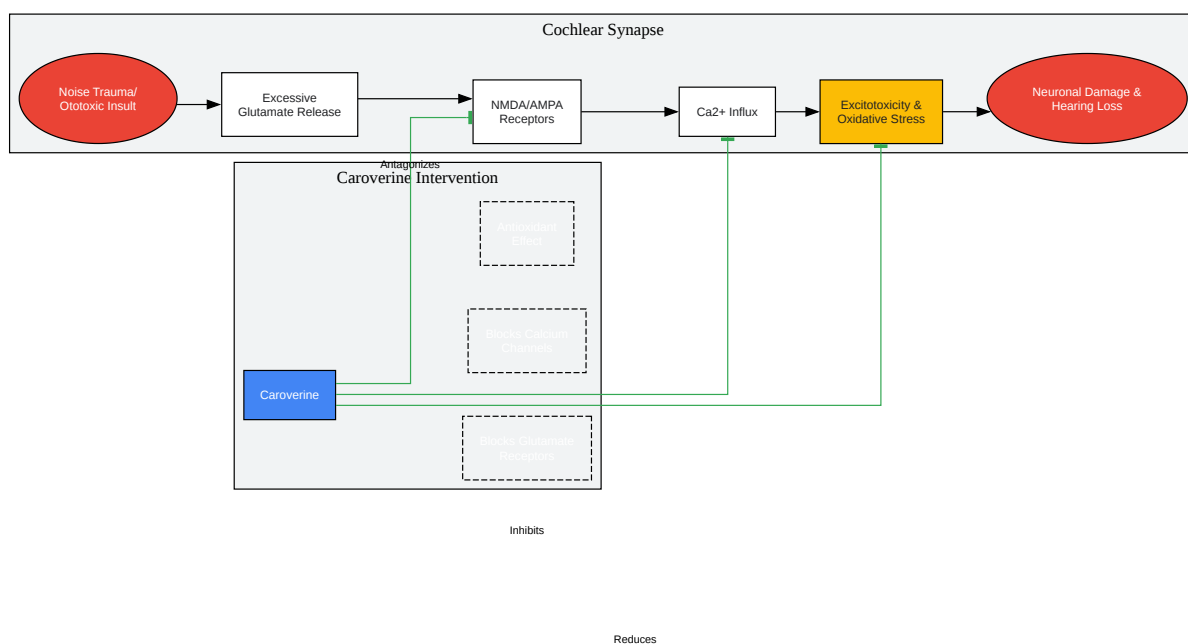 Cochlear Synapse
Noise Trauma/
Ototoxic Insult
Excessive
Glutamate Release
NMDA/AMPA
Receptors
Ca2+ Influx
Excitotoxicity &
Oxidative Stress
Neuronal Damage &
Hearing Loss
Antagonizes
Caroverine Intervention
Antioxidant
Effect
Blocks Calcium
Channels
Caroverine
Blocks Glutamate
Receptors
Inhibits
Reduces